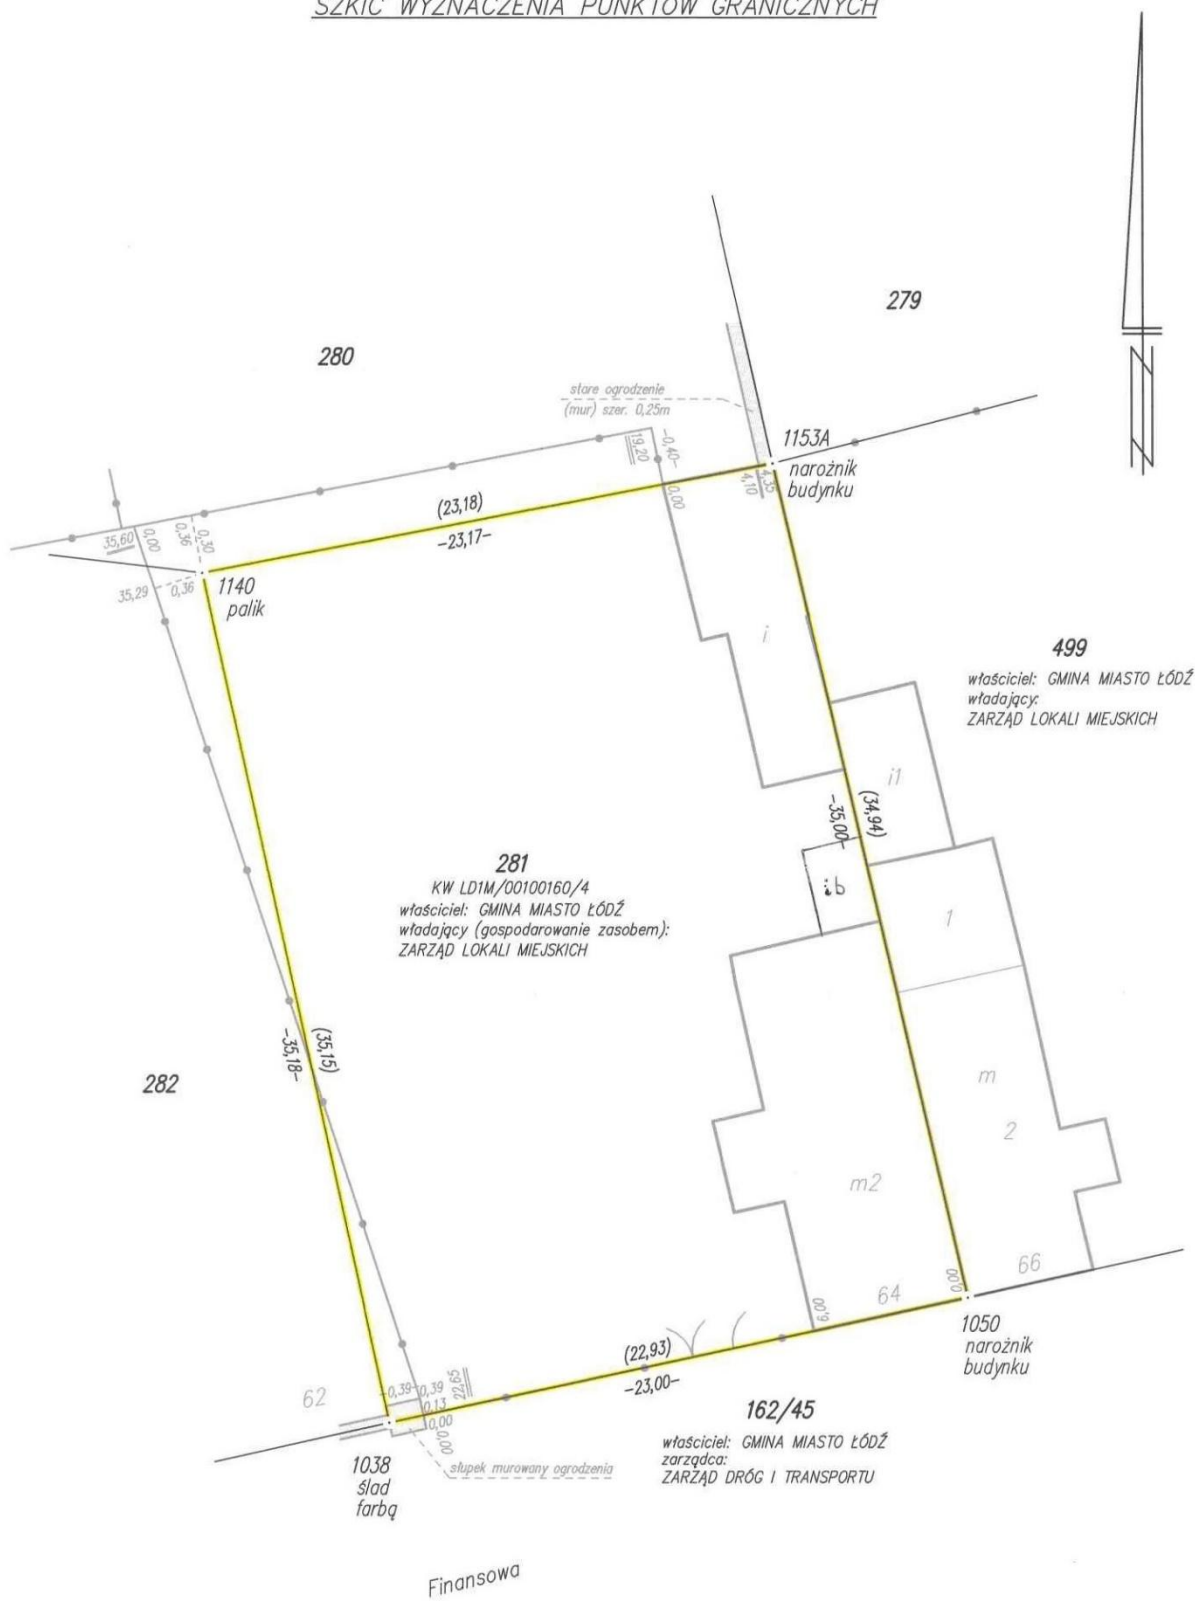 SZKIC WYZNACZENIA PUNKTÓW GRANICZNYCH
279
280
stare ogrodzenie
(mur) szer. 0,25m
19,20
-0,40-
0,00
1153A
narożnik
budynku
4,35
4,10
(23,18)
-23,17-
35,60
0,00
0,36
0,30
35,29
0,36
1140
palik
i
499
właściciel: GMINA MIASTO ŁÓDŹ
władający:
ZARZĄD LOKALI MIEJSKICH
i1
-35,00-
(34,94)
281
KW LD1M/00100160/4
właściciel: GMINA MIASTO ŁÓDŹ
władający (gospodarowanie zasobem):
ZARZĄD LOKALI MIEJSKICH
ib
1
-35,18-
(35,15)
282
m
2
m2
66
64
0,00
6,00
1050
narożnik
budynku
(22,93)
-23,00-
62
-0,39-
0,39
22,65
0,13
0,00
0,00
162/45
właściciel: GMINA MIASTO ŁÓDŹ
zarządca:
ZARZĄD DRÓG I TRANSPORTU
1038
ślad
farbą
słupek murowany ogrodzenia
Finansowa
N